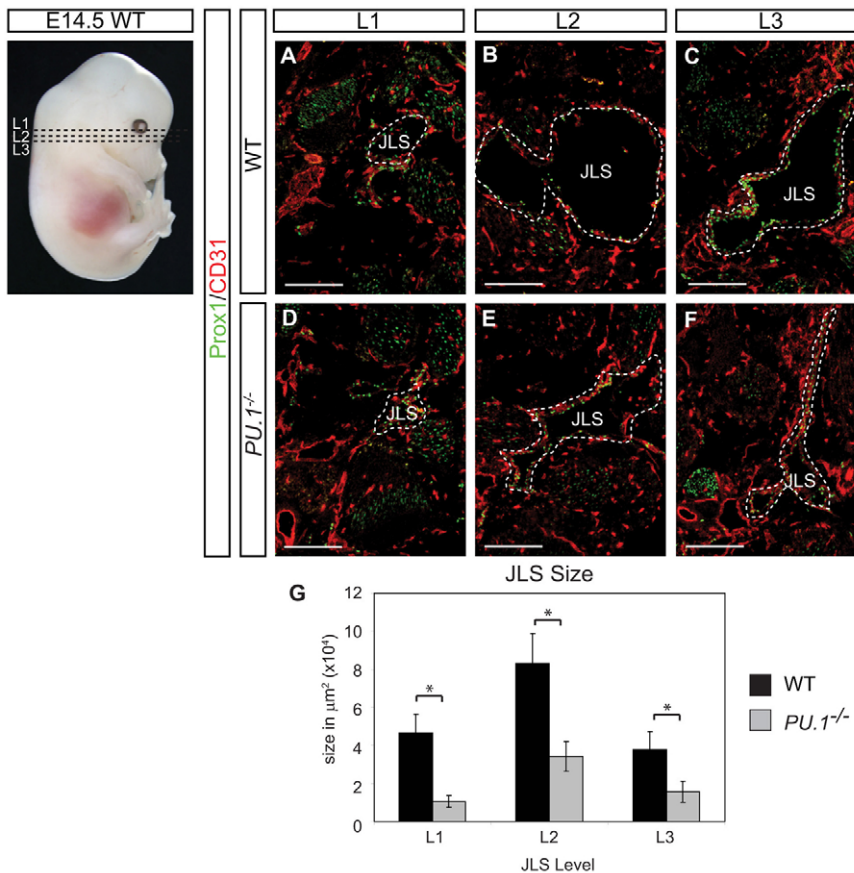 E14.5 WT
L1
L2
L3
L1
L2
L3
Prox1/CD31
WT
PU.1-/-
A
JLS
B
JLS
C
JLS
D
JLS
E
JLS
F
JLS
JLS Size
G
size in μm² (x10⁴)
12
10
8
6
4
2
0
*
*
*
L1
L2
L3
JLS Level
WT
PU.1-/-